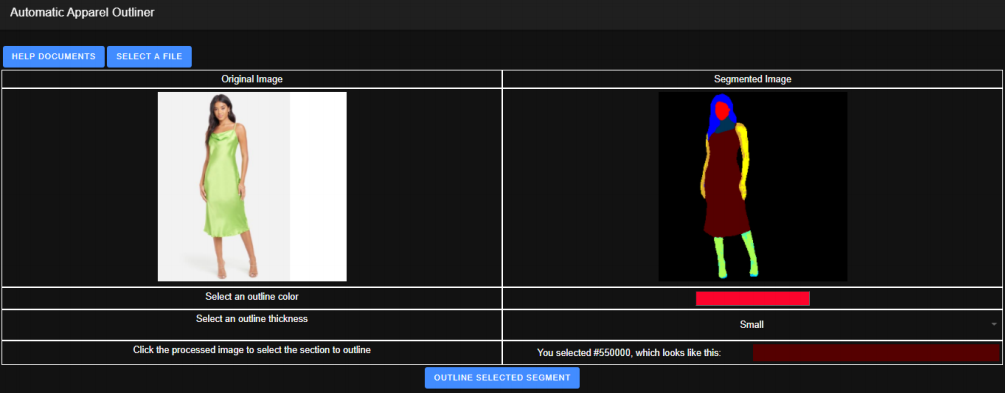 Automatic Apparel Outliner
HELP DOCUMENTS
SELECT A FILE
Original Image
Segmented Image
Select an outline color
Select an outline thickness
Small
Click the processed image to select the section to outline
You selected #550000, which looks like this:
OUTLINE SELECTED SEGMENT